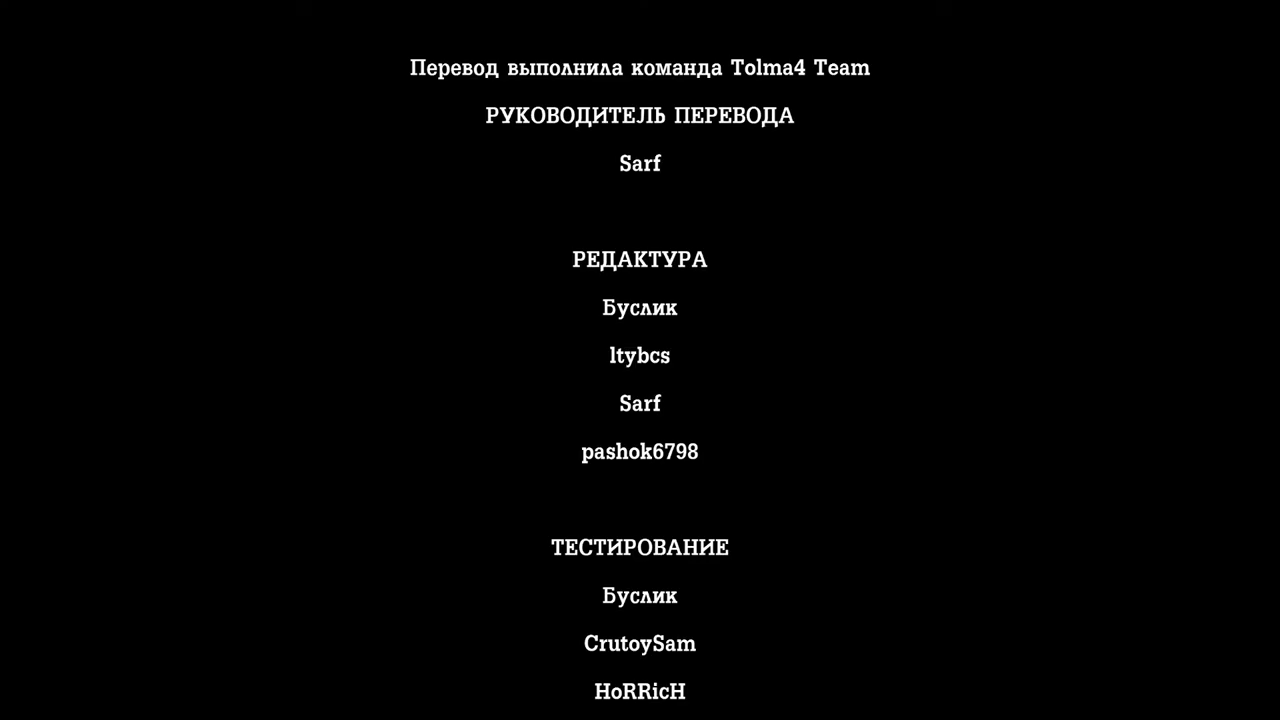 Перевод выполнила команда Tolma4 Team
РУКОВОДИТЕЛЬ ПЕРЕВОДА
Sarf
РЕДАКТУРА
Буслик
ltybcs
Sarf
pashok6798
ТЕСТИРОВАНИЕ
Буслик
CrutoySam
HoRRicH